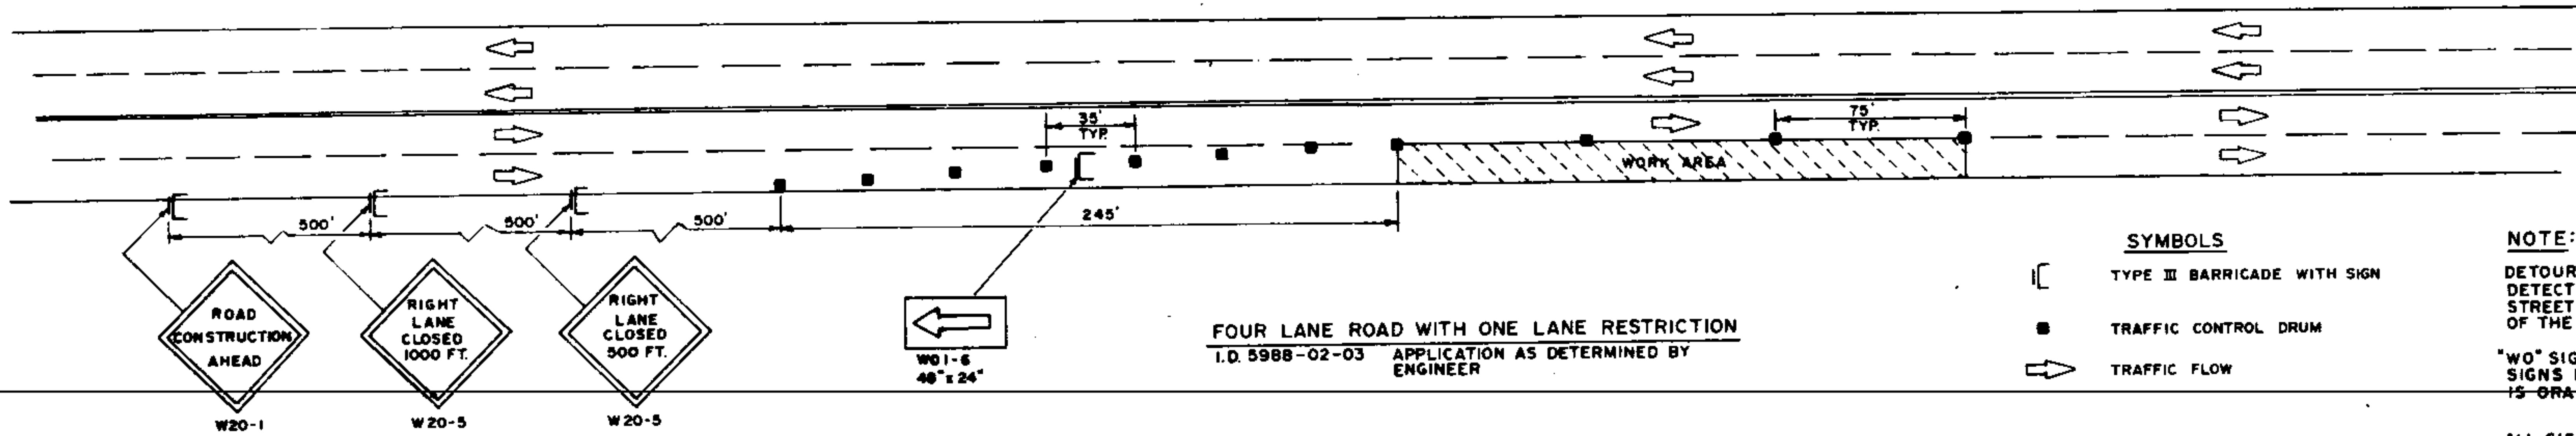 35'
TYP.
75'
TYP.
WORK AREA
500'
500'
500'
245'
ROAD
CONSTRUCTION
AHEAD
W20-1
RIGHT
LANE
CLOSED
1000 FT.
W20-5
RIGHT
LANE
CLOSED
500 FT.
W20-5
WO1-6
48" x 24"
FOUR LANE ROAD WITH ONE LANE RESTRICTION
I.D. 5988-02-03 APPLICATION AS DETERMINED BY
ENGINEER
SYMBOLS
TYPE III BARRICADE WITH SIGN
TRAFFIC CONTROL DRUM
TRAFFIC FLOW
NOTE:
DETOUR
DETECT
STREET
OF THE
"WO" SIG
SIGNS
IS ORA